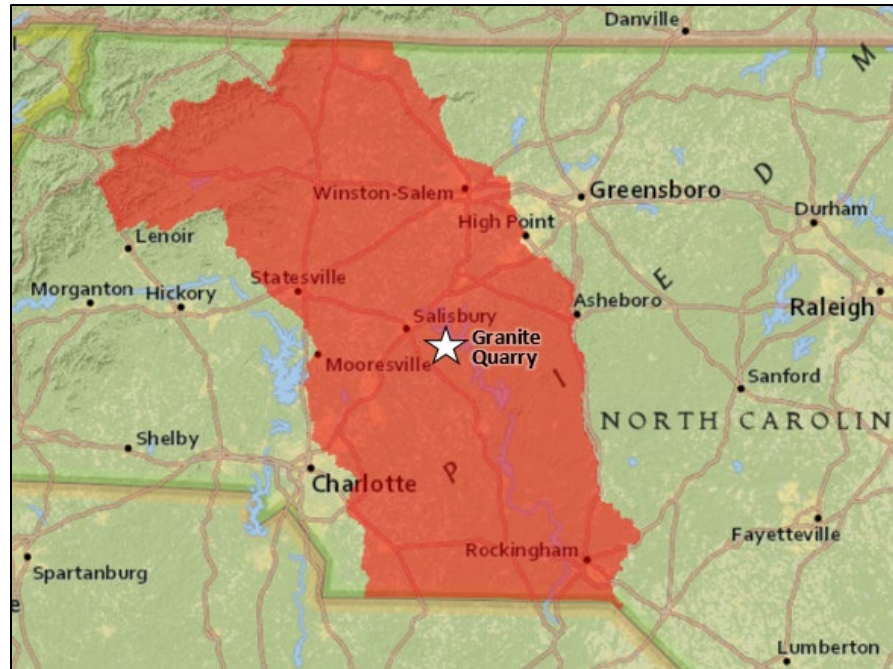 Danville
M
Winston-Salem
Greensboro
D
High Point
Durham
Lenoir
E
Statesville
Morganton
Hickory
Asheboro
Raleigh
Salisbury
Granite
Quarry
Mooresville
I
Sanford
NORTH CAROLIN
Shelby
P
Charlotte
Fayetteville
Rockingham
Spartanburg
e
Lumberton